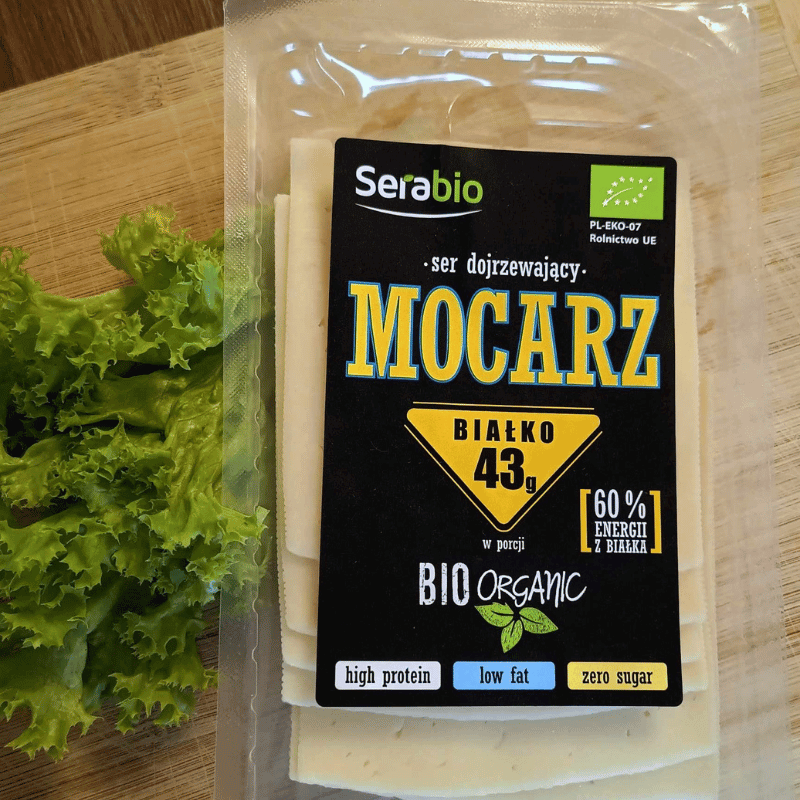 Serabio
PL-EKO-07
Rolnictwo UE
·ser dojrzewający·
MOCARZ
BIAŁKO
43g
w porcji
60%
ENERGII
Z BIAŁKA
BIO ORGANIC
high protein
low fat
zero sugar